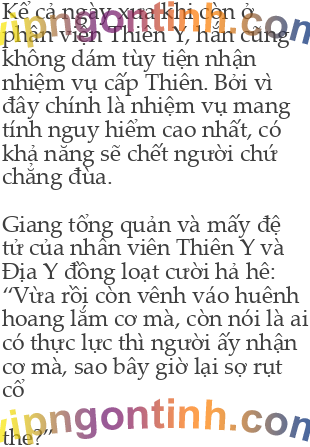 Kể cả ngày xưa khi còn ở
phân viện Thiên Y, hắn cũng
không dám tùy tiện nhận
nhiệm vụ cấp Thiên. Bởi vì
đây chính là nhiệm vụ mang
tính nguy hiểm cao nhất, có
khả năng sẽ chết người chứ
chẳng đùa.
Giang tổng quản và mấy đệ
tử của nhân viên Thiên Y và
Địa Y đồng loạt cười hả hê:
“Vừa rồi còn vênh váo huênh
hoang lắm cơ mà, còn nói là ai
có thực lực thì người ấy nhận
cơ mà, sao bây giờ lại sợ rụt
cổ
thế?”
vipngontinh.com
vipngontinh.com